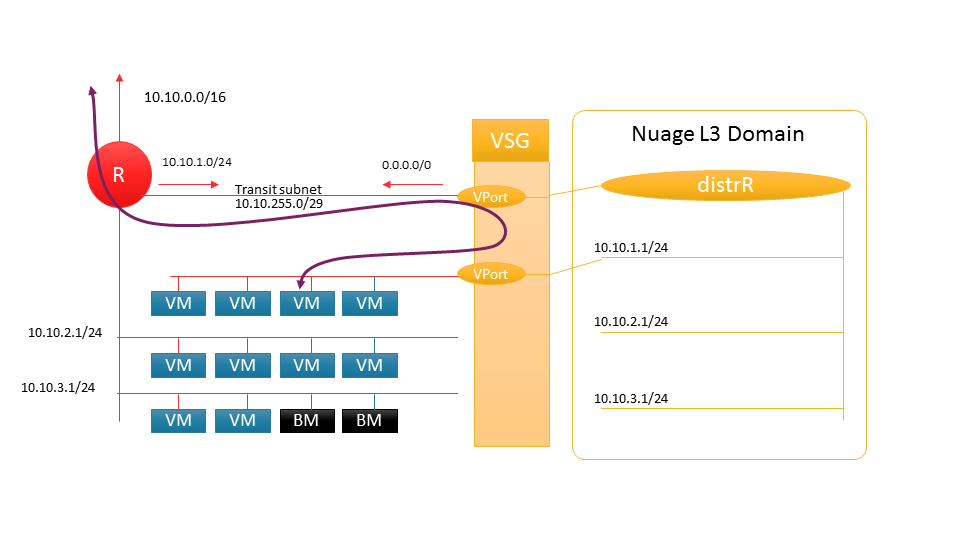 10.10.0.0/16
R
10.10.1.0/24
0.0.0.0/0
Transit subnet
10.10.255.0/29
VSG
VPort
VPort
Nuage L3 Domain
distrR
10.10.1.1/24
10.10.2.1/24
10.10.3.1/24
VM VM VM VM
10.10.2.1/24
VM VM VM VM
10.10.3.1/24
VM VM BM BM